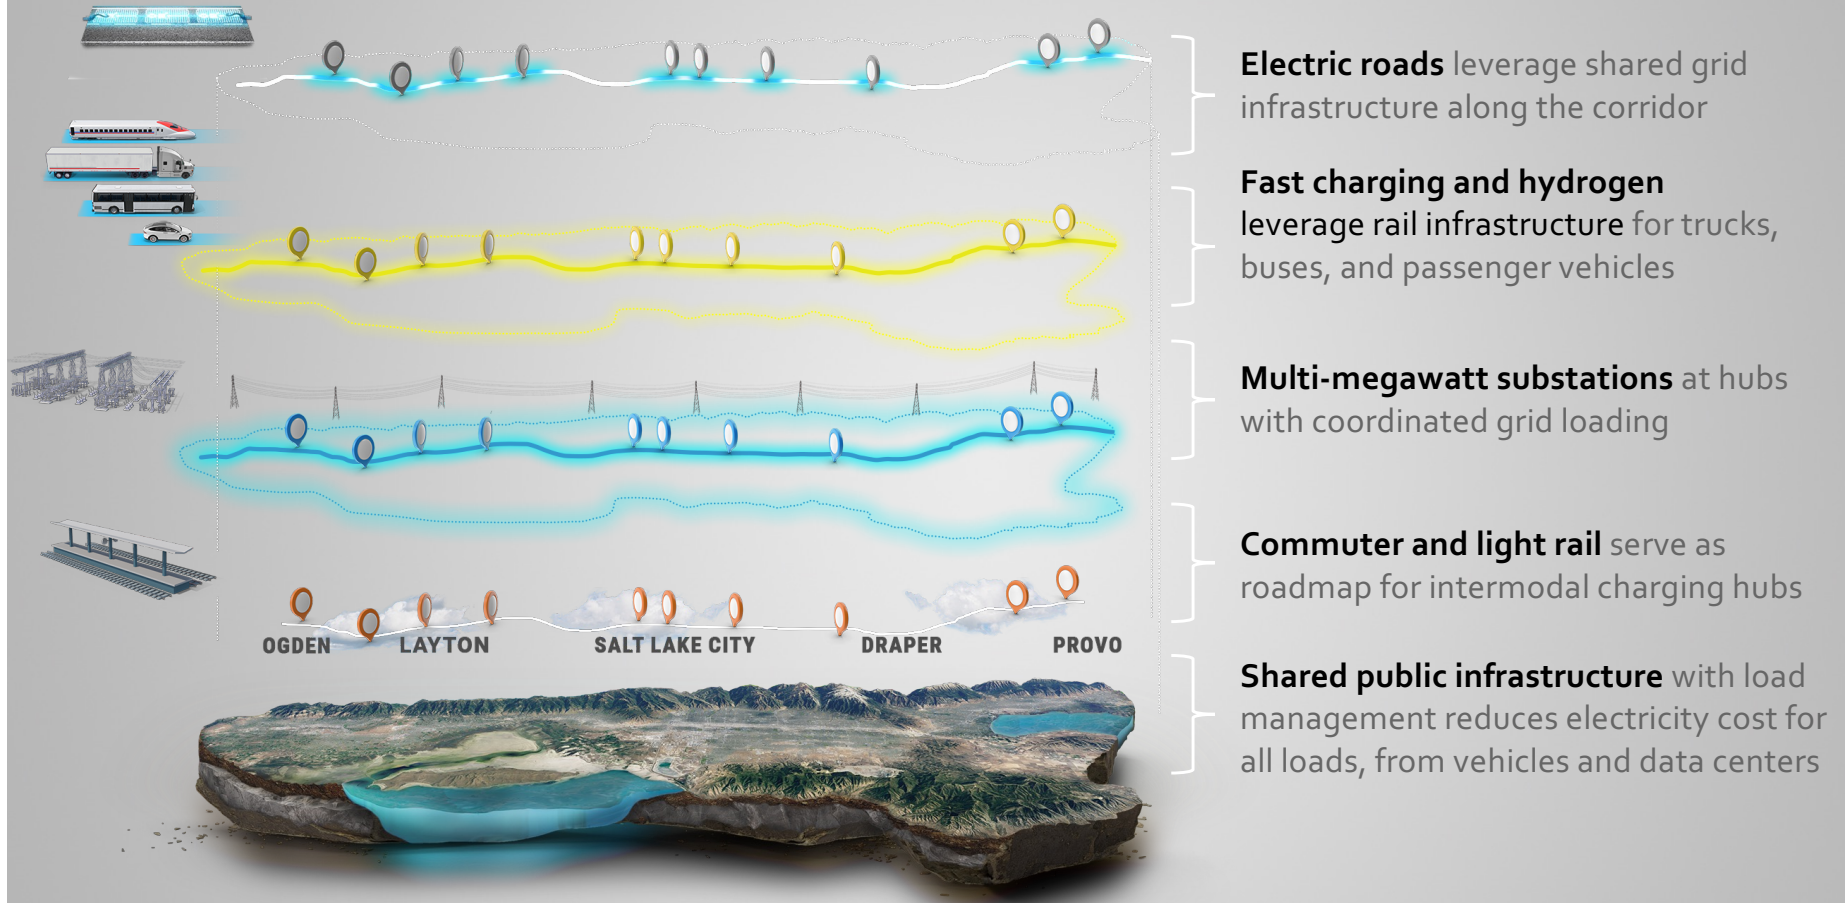 Electric roads leverage shared grid
infrastructure along the corridor
Fast charging and hydrogen
leverage rail infrastructure for trucks,
buses, and passenger vehicles
Multi-megawatt substations at hubs
with coordinated grid loading
Commuter and light rail serve as
roadmap for intermodal charging hubs
OGDEN LAYTON SALT LAKE CITY DRAPER PROVO
Shared public infrastructure with load
management reduces electricity cost for
all loads, from vehicles and data centers